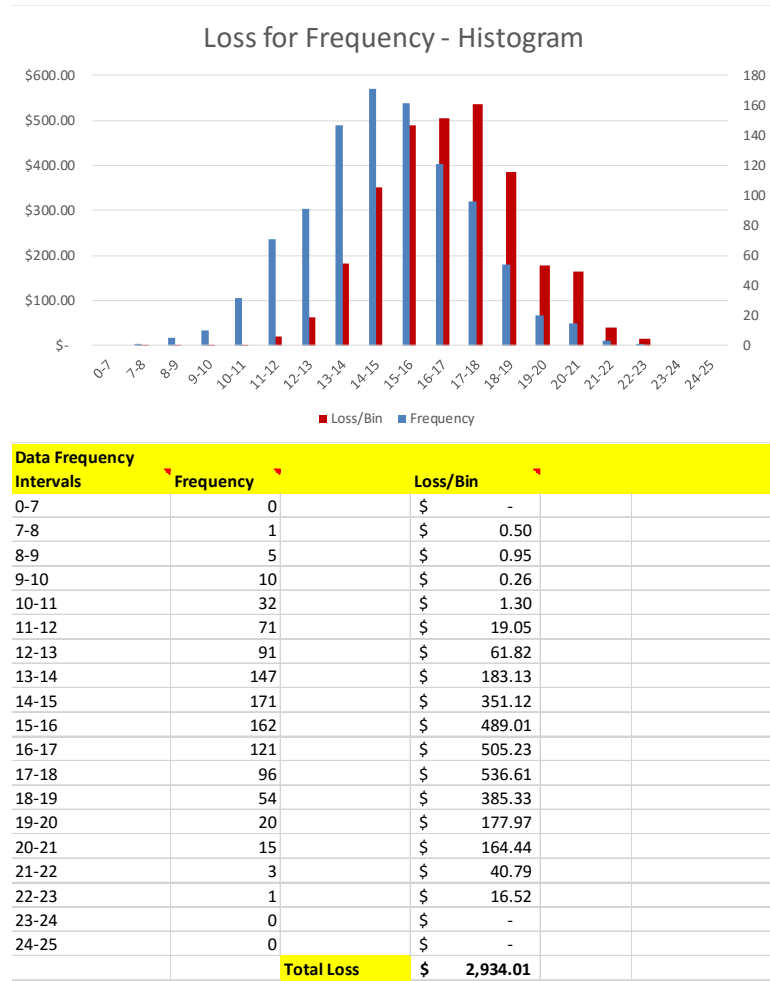 Loss for Frequency - Histogram
$600.00 180
160
$500.00
140
$400.00 120
100
$300.00
80
$200.00
60
40
$100.00
20
$- 0
0-7 7-8 8-9 9-10 10-11 11-12 12-13 13-14 14-15 15-16 16-17 17-18 18-19 19-20 20-21 21-22 22-23 23-24 24-25
Loss/Bin Frequency
Data Frequency
Intervals Frequency Loss/Bin
0-7 0 $ -
7-8 1 $ 0.50
8-9 5 $ 0.95
9-10 10 $ 0.26
10-11 32 $ 1.30
11-12 71 $ 19.05
12-13 91 $ 61.82
13-14 147 $ 183.13
14-15 171 $ 351.12
15-16 162 $ 489.01
16-17 121 $ 505.23
17-18 96 $ 536.61
18-19 54 $ 385.33
19-20 20 $ 177.97
20-21 15 $ 164.44
21-22 3 $ 40.79
22-23 1 $ 16.52
23-24 0 $ -
24-25 0 $ -
Total Loss $ 2,934.01